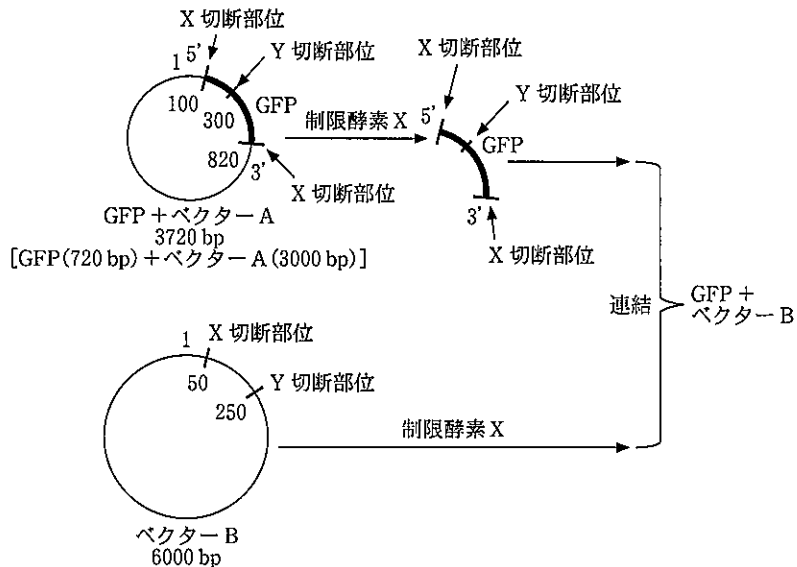 X 切断部位
1 5' Y 切断部位
100 300 GFP
820 3'
X 切断部位
GFP+ベクターA
3720 bp
[GFP(720 bp)+ベクターA(3000 bp)]
制限酵素 X
X 切断部位
5' Y 切断部位
GFP
3'
X 切断部位
連結
GFP+
ベクターB
1 X 切断部位
50
250 Y 切断部位
制限酵素 X
ベクターB
6000 bp